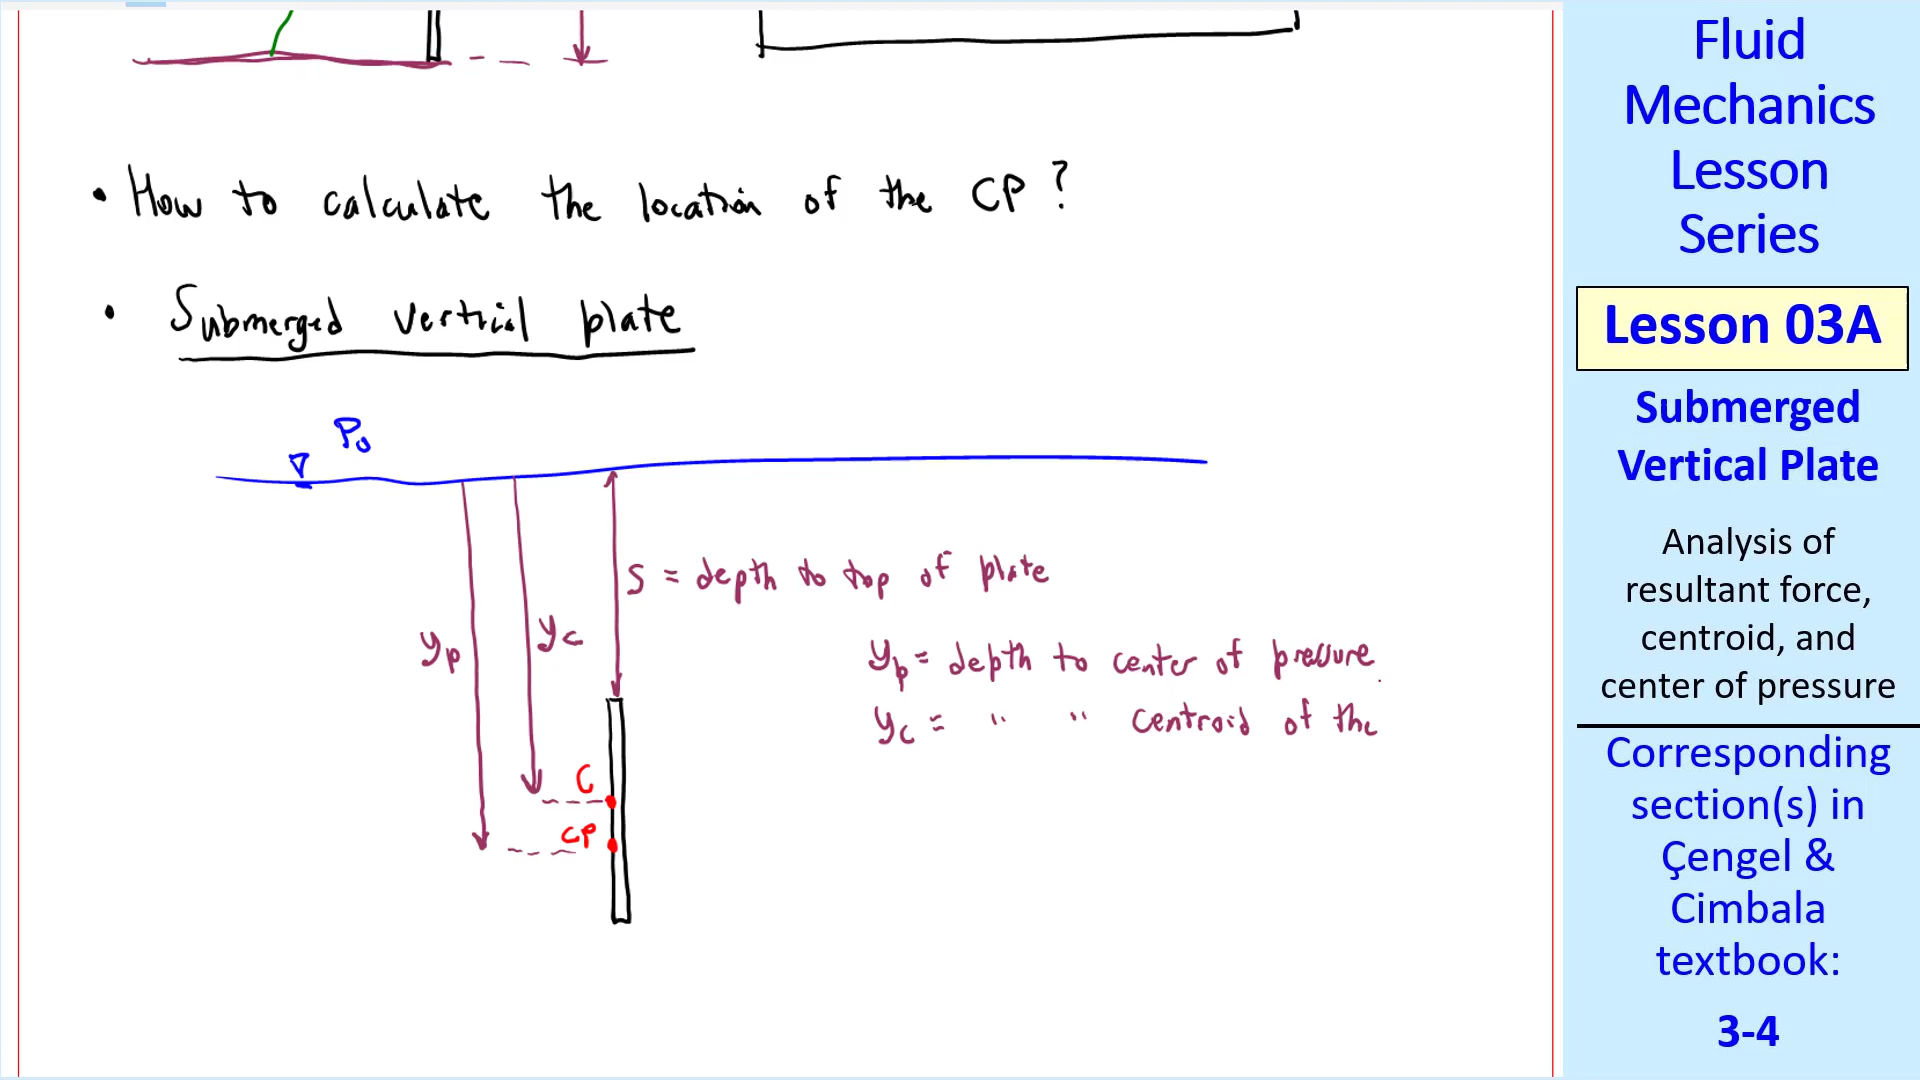 • How to calculate the location of the CP?
• Submerged vertical plate
P₀
S = depth to top of plate
yc
yp
yp = depth to center of pressure
yc = " " centroid of the
C
CP
Fluid
Mechanics
Lesson
Series
Lesson 03A
Submerged
Vertical Plate
Analysis of
resultant force,
centroid, and
center of pressure
Corresponding
section(s) in
Çengel &
Cimbala
textbook:
3-4